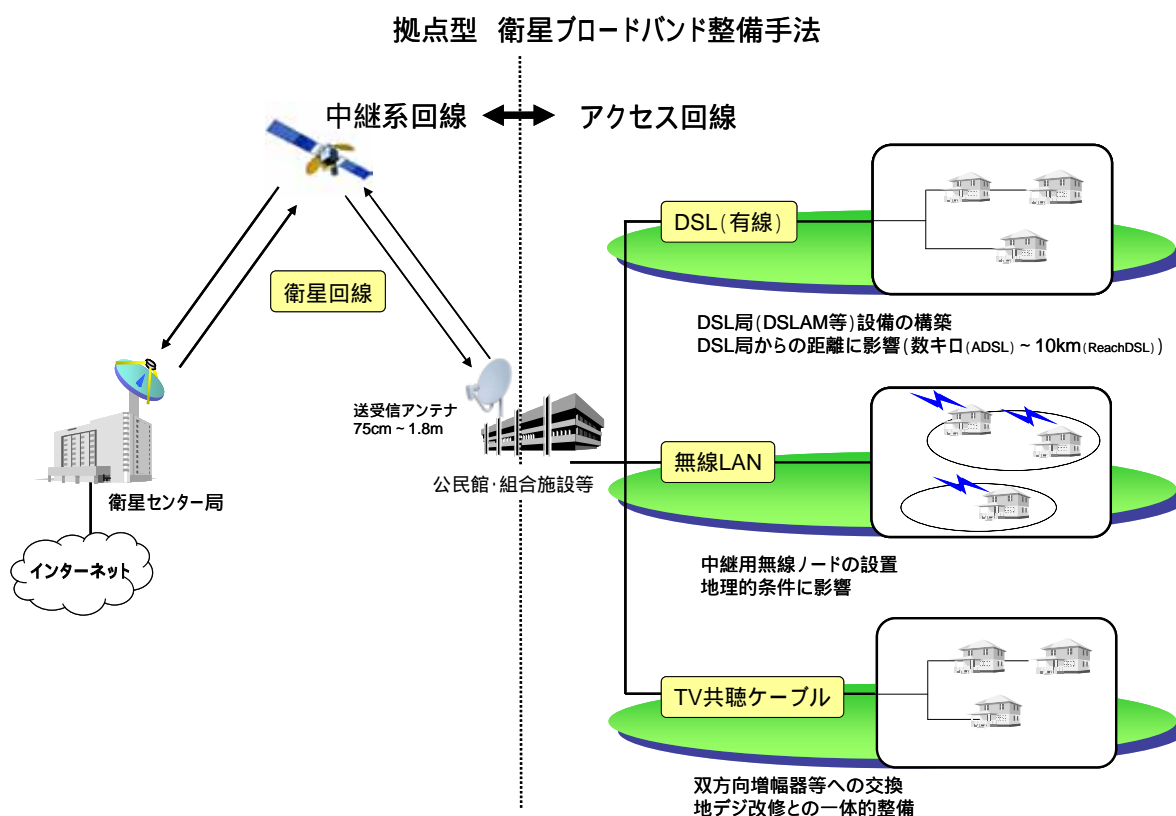 拠点型 衛星ブロードバンド整備手法
中継系回線
アクセス回線
衛星回線
送受信アンテナ
75cm ~ 1.8m
公民館・組合施設等
衛星センター局
インターネット
DSL(有線)
DSL局(DSLAM等)設備の構築
DSL局からの距離に影響(数キロ(ADSL) ~ 10km(ReachDSL))
無線LAN
中継用無線ノードの設置
地理的条件に影響
TV共聴ケーブル
双方向増幅器等への交換
地デジ改修との一体的整備